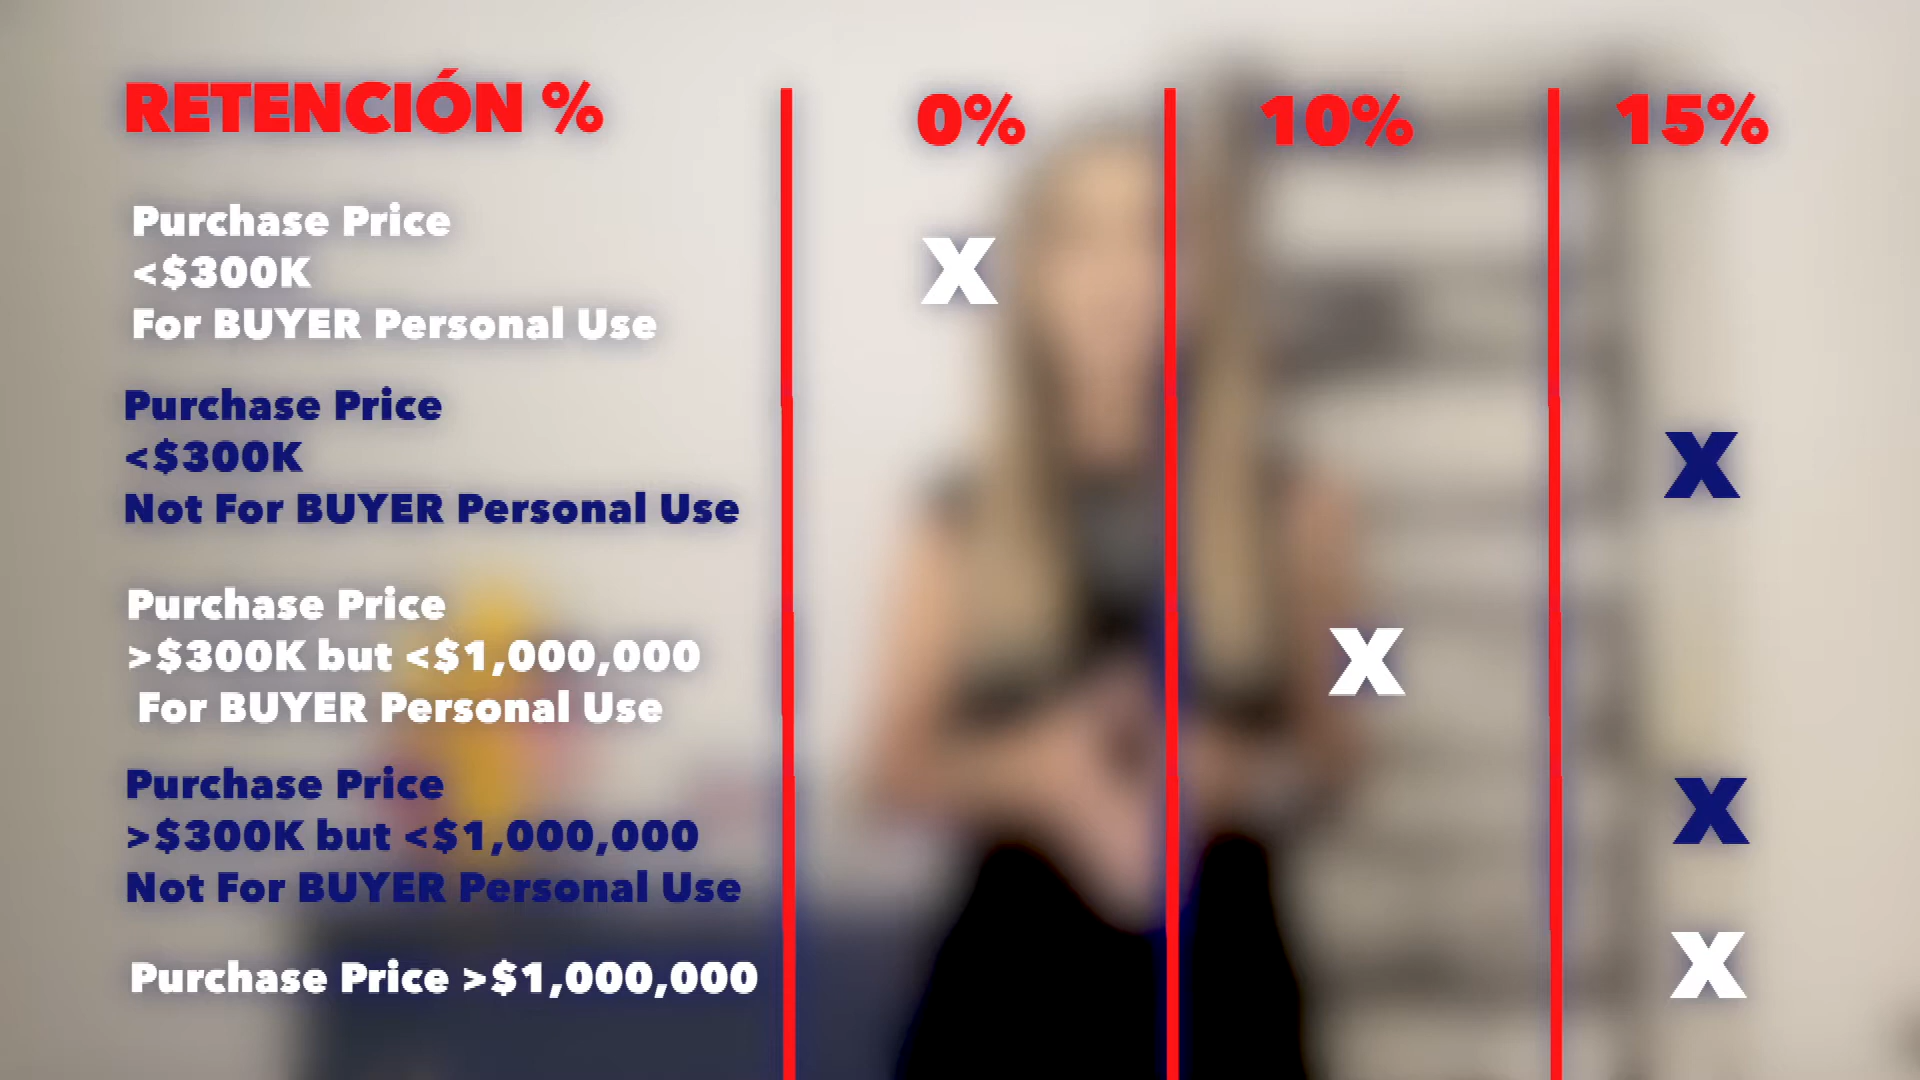 RETENCIÓN % 0% 10% 15%
Purchase Price
<$300K
For BUYER Personal Use
X
Purchase Price
<$300K
Not For BUYER Personal Use
X
Purchase Price
>$300K but <$1,000,000
For BUYER Personal Use
X
Purchase Price
>$300K but <$1,000,000
Not For BUYER Personal Use
X
Purchase Price >$1,000,000
X